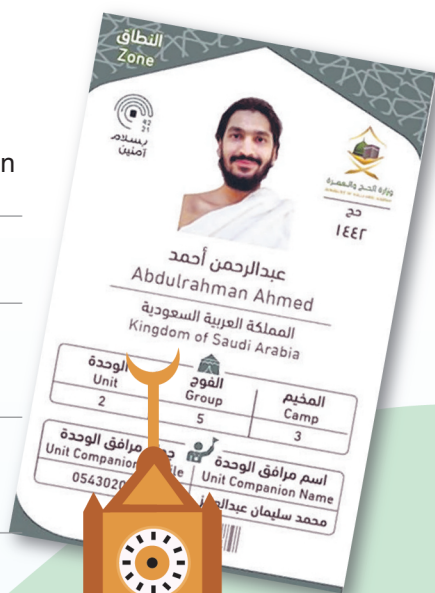 النطاق
Zone
n
42
21
بسلام
آمنين
وزارة الحج والعمرة
حج
١٤٤٢
عبدالرحمن أحمد
Abdulrahman Ahmed
المملكة العربية السعودية
Kingdom of Saudi Arabia
المخيم الفوج الوحدة
Unit Group Camp
2 5 3
اسم مرافق الوحدة مرافق الوحدة
Unit Companion Unit Companion Name
محمد سليمان